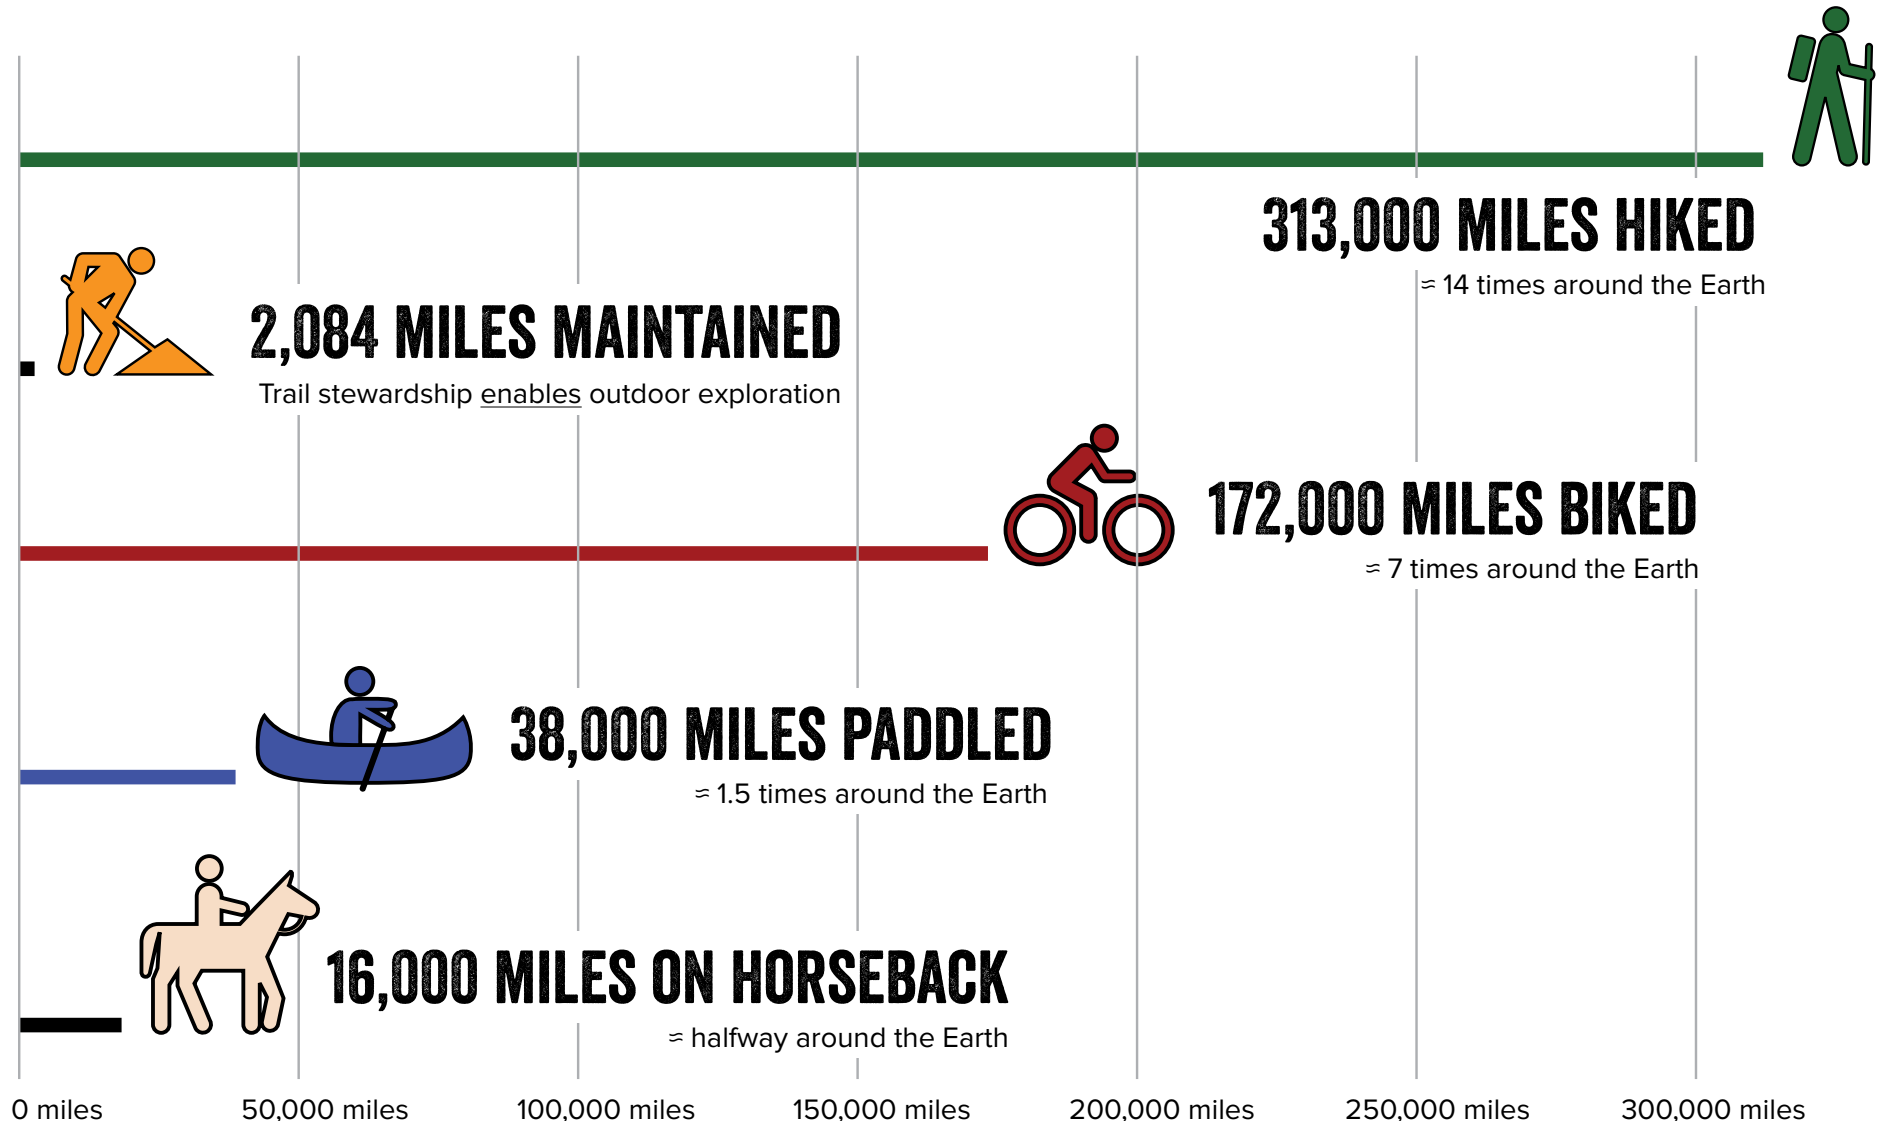 313,000 MILES HIKED
≈ 14 times around the Earth
2,084 MILES MAINTAINED
Trail stewardship enables outdoor exploration
172,000 MILES BIKED
≈ 7 times around the Earth
38,000 MILES PADDLED
≈ 1.5 times around the Earth
16,000 MILES ON HORSEBACK
≈ halfway around the Earth
0 miles 50,000 miles 100,000 miles 150,000 miles 200,000 miles 250,000 miles 300,000 miles